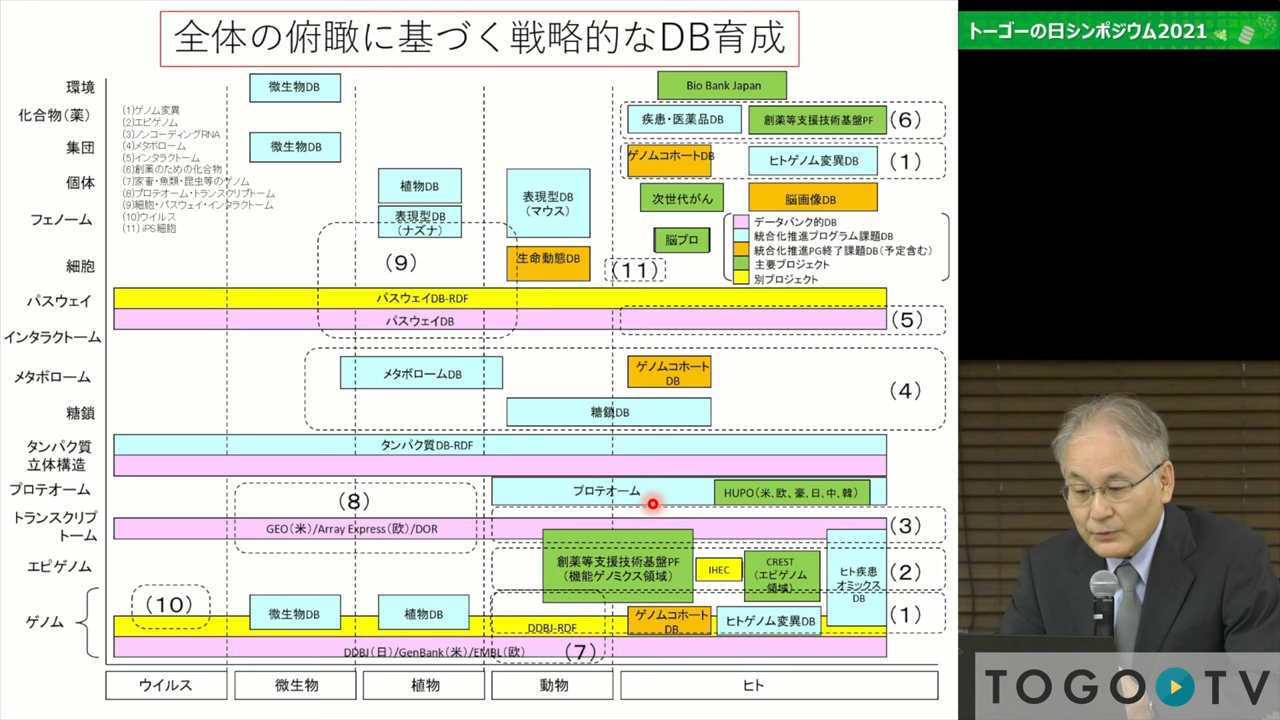 全体の俯瞰に基づく戦略的なDB育成
トーゴーの日シンポジウム2021
環境
微生物DB
Bio Bank Japan
化合物(薬)
(1)ゲノム変異
(2)エピゲノム
(3)ノンコーディングRNA
(4)メタボローム
(5)インタラクトーム
(6)創薬のための化合物
(7)家畜・魚類・昆虫等のゲノム
(8)プロテオーム・トランスクリプトーム
(9)細胞・パスウェイ・インタラクトーム
(10)ウイルス
(11) iPS細胞
疾患・医薬品DB
創薬等支援技術基盤PF
(6)
集団
微生物DB
ゲノムコホートDB
ヒトゲノム変異DB
(1)
個体
植物DB
表現型DB
(マウス)
次世代がん
脳画像DB
フェノーム
表現型DB
(ナズナ)
脳プロ
データバンク的DB
統合化推進プログラム課題DB
統合化推進PG終了課題DB(予定含む)
主要プロジェクト
別プロジェクト
細胞
(9)
生命動態DB
(11)
パスウェイ
パスウェイDB-RDF
パスウェイDB
(5)
インタラクトーム
メタボローム
メタボロームDB
ゲノムコホート
DB
(4)
糖鎖
糖鎖DB
タンパク質
立体構造
タンパク質DB-RDF
プロテオーム
(8)
プロテオーム
HUPO(米、欧、豪、日、中、韓)
トランスクリプ
トーム
GEO(米)/Array Express(欧)/DOR
(3)
エピゲノム
創薬等支援技術基盤PF
(機能ゲノミクス領域)
IHEC
CREST
(エピゲノム
領域)
ヒト疾患
オミックス
DB
(2)
ゲノム
(10)
微生物DB
植物DB
DDBJ-RDF
ゲノムコホート
DB
ヒトゲノム変異DB
(1)
DDBJ(日)/GenBank(米)/EMBL(欧)
(7)
ウイルス
微生物
植物
動物
ヒト
TOGO TV